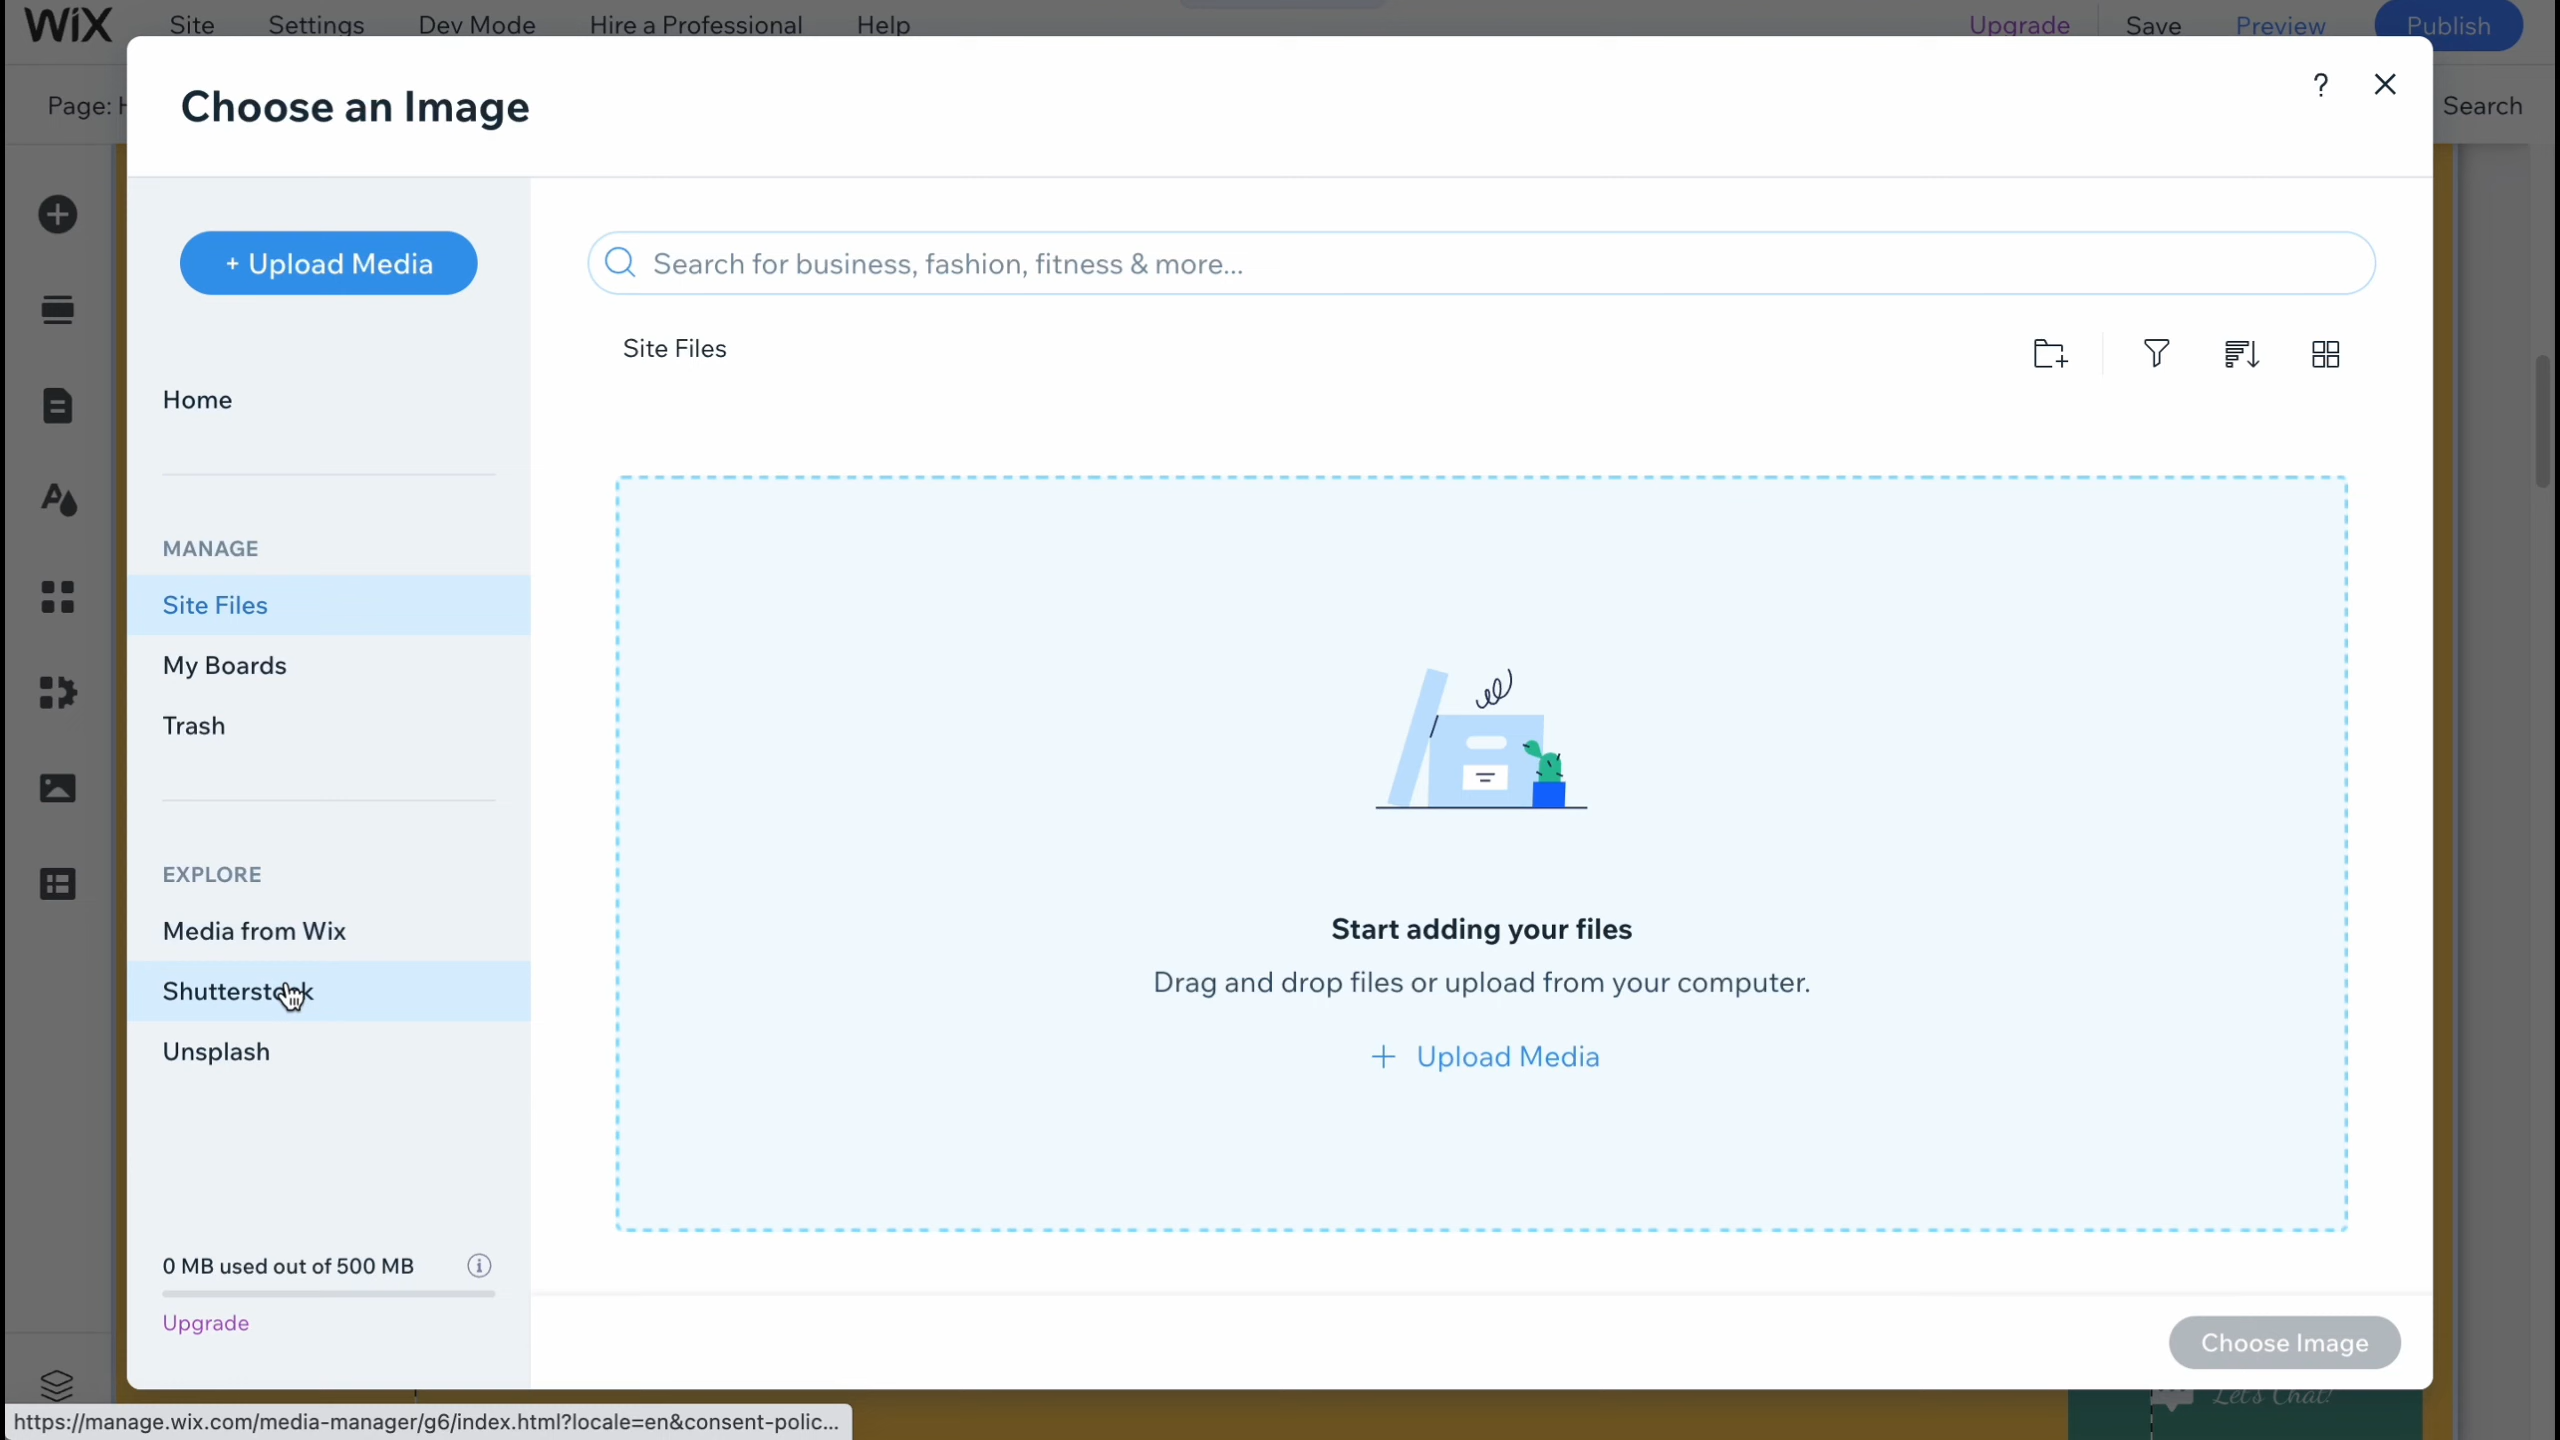 WiX Site Settings Dev Mode Hire a Professional Help Upgrade Save Preview Publish
Page: H
Search
Choose an Image
?
+ Upload Media
Search for business, fashion, fitness & more...
Site Files
Home
MANAGE
Site Files
My Boards
Trash
EXPLORE
Media from Wix
Shutterstock
Unsplash
Start adding your files
Drag and drop files or upload from your computer.
+ Upload Media
0 MB used out of 500 MB
Upgrade
Choose Image
Let's Chat!
https://manage.wix.com/media-manager/g6/index.html?locale=en&consent-polic...